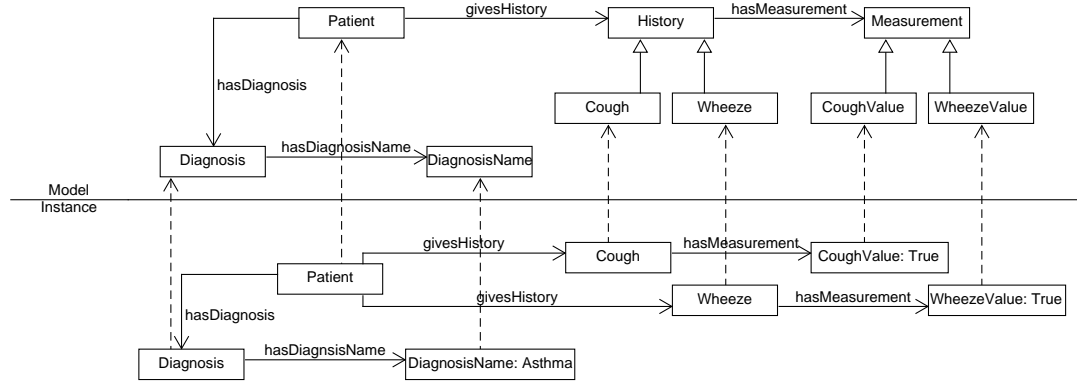 Patient
givesHistory
History
hasMeasurement
Measurement
hasDiagnosis
Cough
Wheeze
CoughValue
WheezeValue
Diagnosis
hasDiagnosisName
DiagnosisName
Model
Instance
givesHistory
Cough
hasMeasurement
CoughValue: True
Patient
givesHistory
Wheeze
hasMeasurement
WheezeValue: True
hasDiagnosis
Diagnosis
hasDiagnsisName
DiagnosisName: Asthma